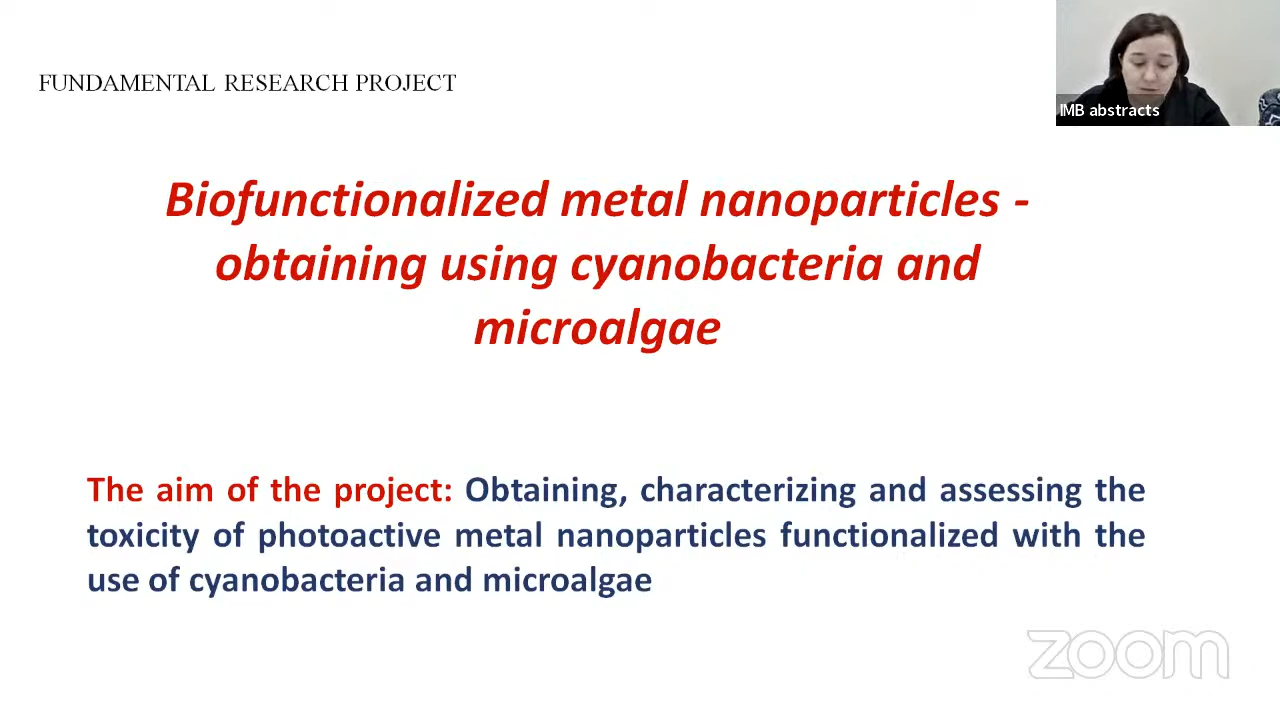 FUNDAMENTAL RESEARCH PROJECT
IMB abstracts
Biofunctionalized metal nanoparticles -
obtaining using cyanobacteria and
microalgae
The aim of the project: Obtaining, characterizing and assessing the
toxicity of photoactive metal nanoparticles functionalized with the
use of cyanobacteria and microalgae
zoom